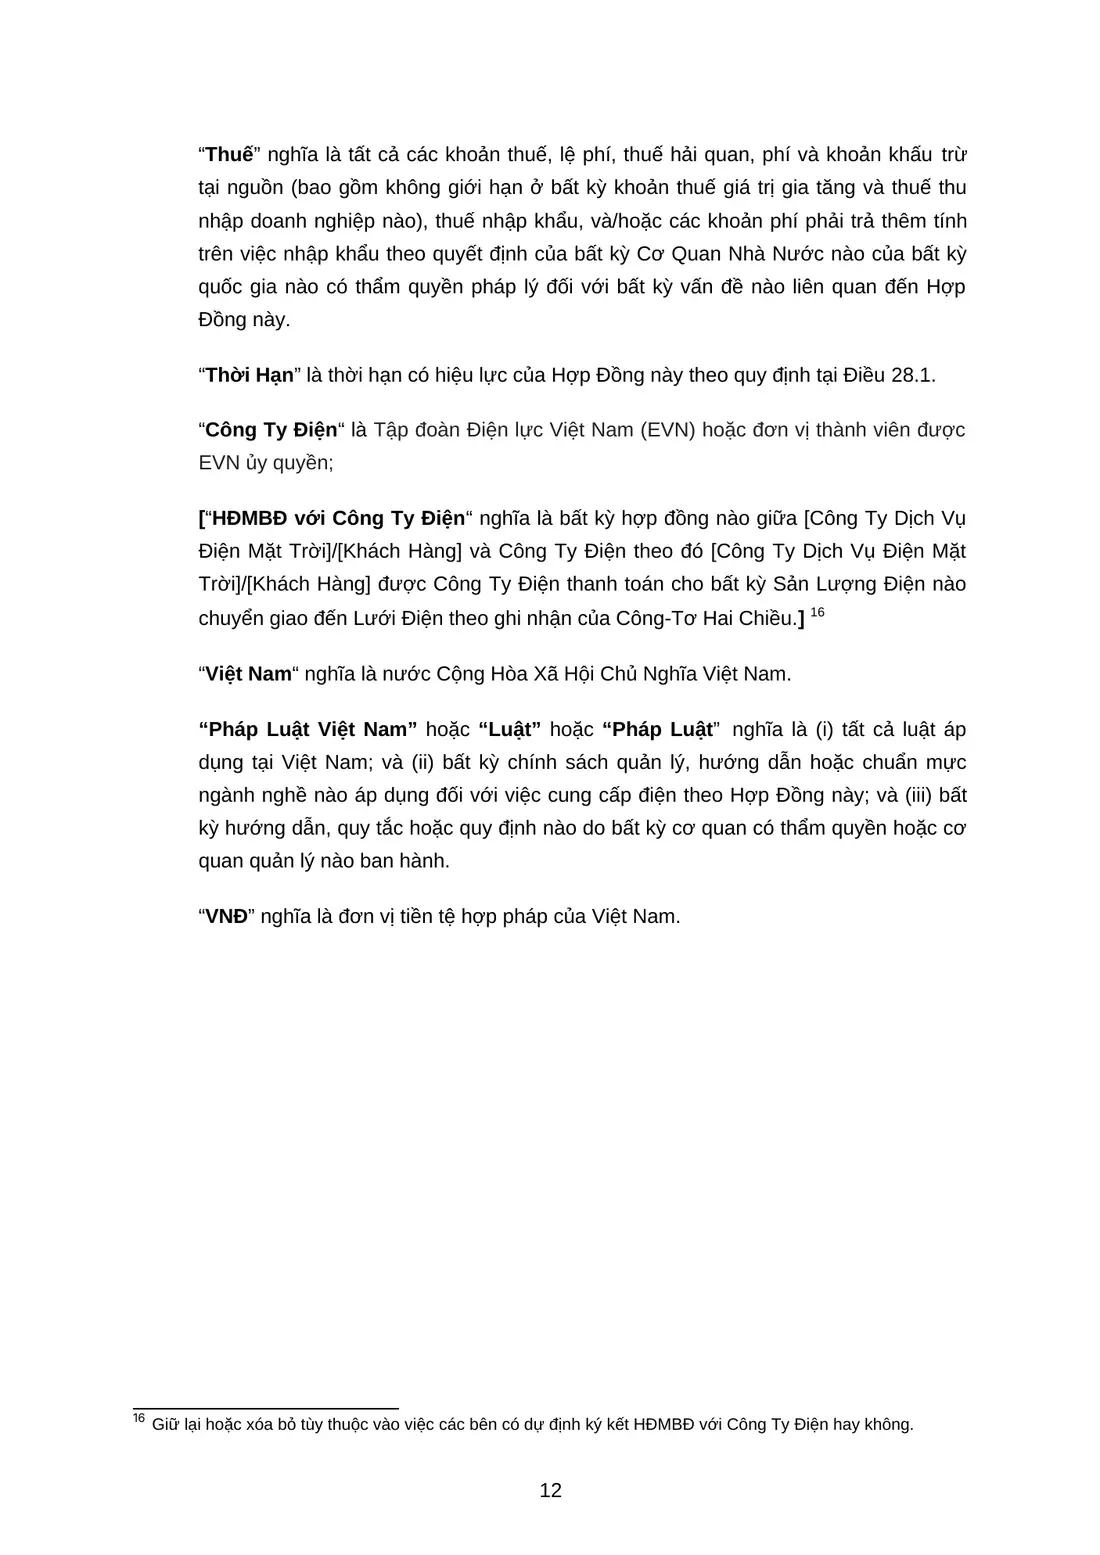 “Thuế” nghĩa là tất cả các khoản thuế, lệ phí, thuế hải quan, phí và khoản khấu trừ
tại nguồn (bao gồm không giới hạn ở bất kỳ khoản thuế giá trị gia tăng và thuế thu
nhập doanh nghiệp nào), thuế nhập khẩu, và/hoặc các khoản phí phải trả thêm tính
trên việc nhập khẩu theo quyết định của bất kỳ Cơ Quan Nhà Nước nào của bất kỳ
quốc gia nào có thẩm quyền pháp lý đối với bất kỳ vấn đề nào liên quan đến Hợp
Đồng này.
“Thời Hạn” là thời hạn có hiệu lực của Hợp Đồng này theo quy định tại Điều 28.1.
“Công Ty Điện“ là Tập đoàn Điện lực Việt Nam (EVN) hoặc đơn vị thành viên được
EVN ủy quyền;
[“HĐMBĐ với Công Ty Điện“ nghĩa là bất kỳ hợp đồng nào giữa [Công Ty Dịch Vụ
Điện Mặt Trời]/[Khách Hàng] và Công Ty Điện theo đó [Công Ty Dịch Vụ Điện Mặt
Trời]/[Khách Hàng] được Công Ty Điện thanh toán cho bất kỳ Sản Lượng Điện nào
chuyển giao đến Lưới Điện theo ghi nhận của Công-Tơ Hai Chiều.] 16
“Việt Nam“ nghĩa là nước Cộng Hòa Xã Hội Chủ Nghĩa Việt Nam.
“Pháp Luật Việt Nam” hoặc “Luật” hoặc “Pháp Luật” nghĩa là (i) tất cả luật áp
dụng tại Việt Nam; và (ii) bất kỳ chính sách quản lý, hướng dẫn hoặc chuẩn mực
ngành nghề nào áp dụng đối với việc cung cấp điện theo Hợp Đồng này; và (iii) bất
kỳ hướng dẫn, quy tắc hoặc quy định nào do bất kỳ cơ quan có thẩm quyền hoặc cơ
quan quản lý nào ban hành.
“VNĐ” nghĩa là đơn vị tiền tệ hợp pháp của Việt Nam.
16 Giữ lại hoặc xóa bỏ tùy thuộc vào việc các bên có dự định ký kết HĐMBĐ với Công Ty Điện hay không.
12